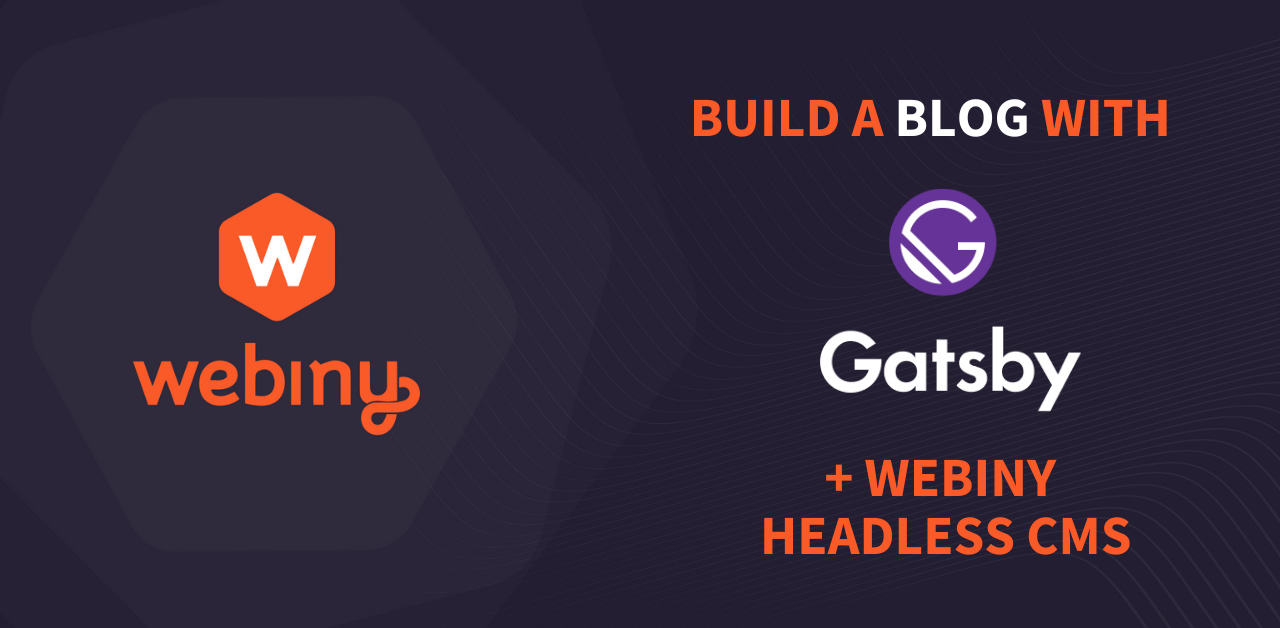 W
webiny
BUILD A BLOG WITH
G
Gatsby
+ WEBINY
HEADLESS CMS